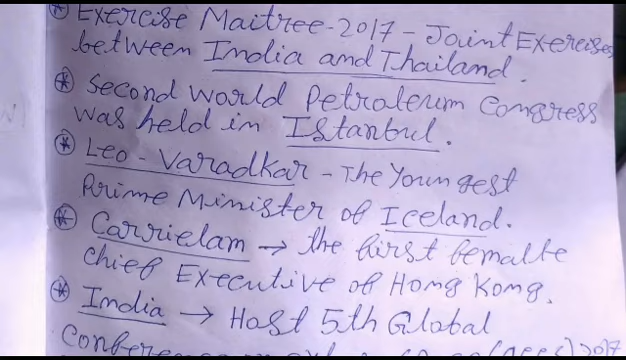 Exercise Maitree-2017 - Joint Exercises
between India and Thailand.
Second World Petroleum Congress
was held in Istanbul.
Leo - Varadkar - The Youngest
Prime Minister of Iceland.
Carrielam → the first femalte
chief Executive of Hong Kong.
India → Host 5th Global